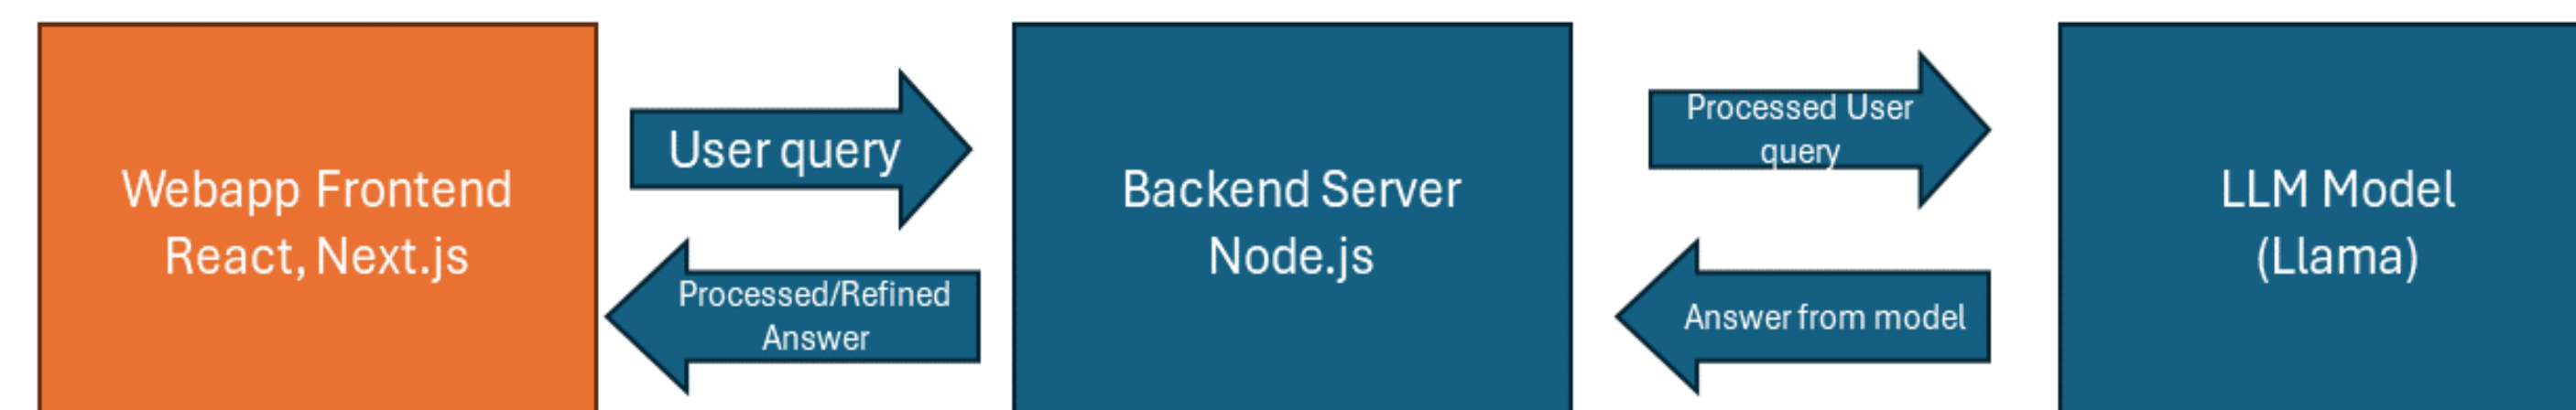 Webapp Frontend
React, Next.js
User query
Processed/Refined
Answer
Backend Server
Node.js
Processed User
query
Answer from model
LLM Model
(Llama)